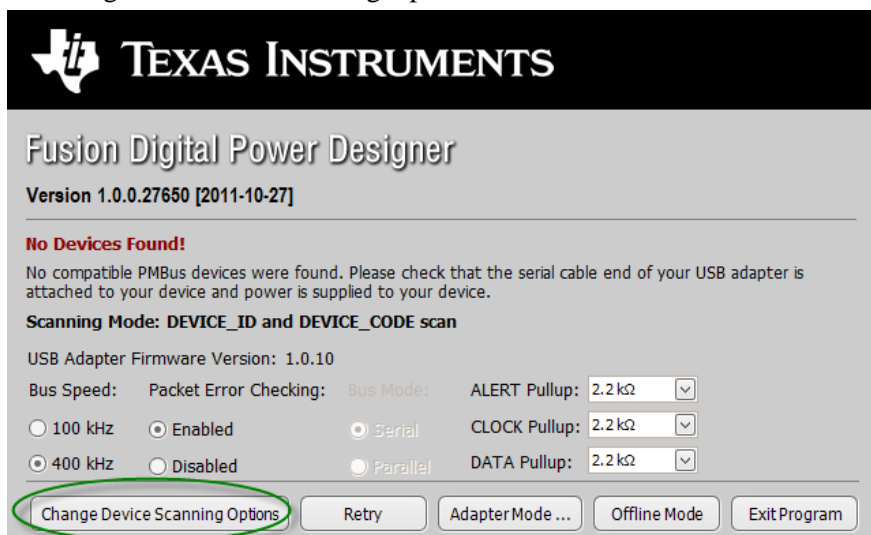 TEXAS INSTRUMENTS
Fusion Digital Power Designer
Version 1.0.0.27650 [2011-10-27]
No Devices Found!
No compatible PMBus devices were found. Please check that the serial cable end of your USB adapter is
attached to your device and power is supplied to your device.
Scanning Mode: DEVICE_ID and DEVICE_CODE scan
USB Adapter Firmware Version: 1.0.10
Bus Speed: Packet Error Checking: Bus Mode: ALERT Pullup: 2.2 kΩ
100 kHz Enabled Serial CLOCK Pullup: 2.2 kΩ
400 kHz Disabled Parallel DATA Pullup: 2.2 kΩ
Change Device Scanning Options Retry Adapter Mode ... Offline Mode Exit Program